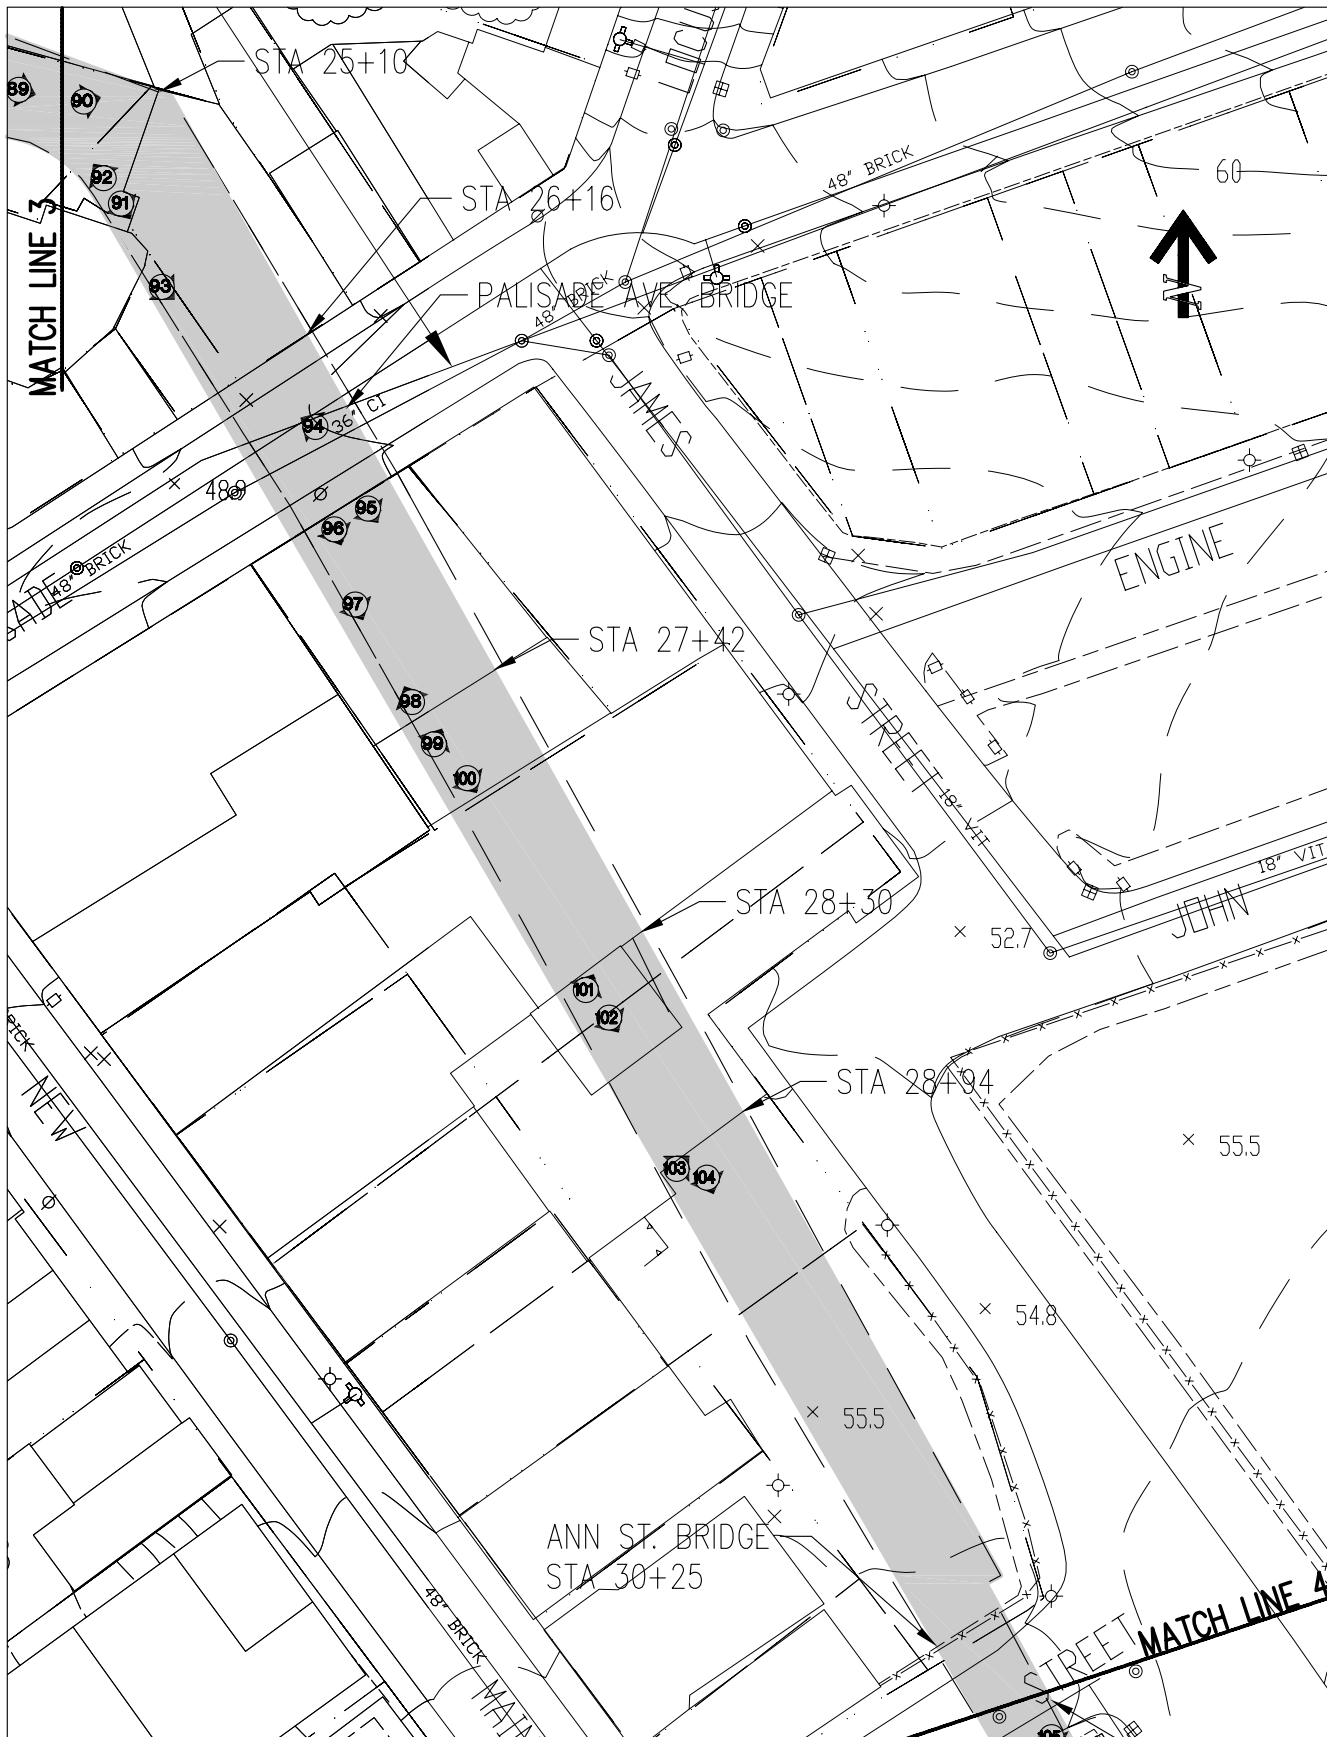 STA 25+10
89
90
92
91
MATCH LINE 3
93
STA 26+16
48" BRICK
60
N
PALISADE AVE. BRIDGE
48" BRICK
JAMES
94
36" CI
48.9
95
96
48" BRICK
ENGINE
97
STA 27+42
98
99
100
STREET
18" VIT
18" VIT
JOHN
STA 28+30
52.7
101
102
NEW
STA 28+94
55.5
103
104
54.8
55.5
ANN ST. BRIDGE
STA 30+25
48" BRICK
MAIN
STREET
MATCH LINE 4
105